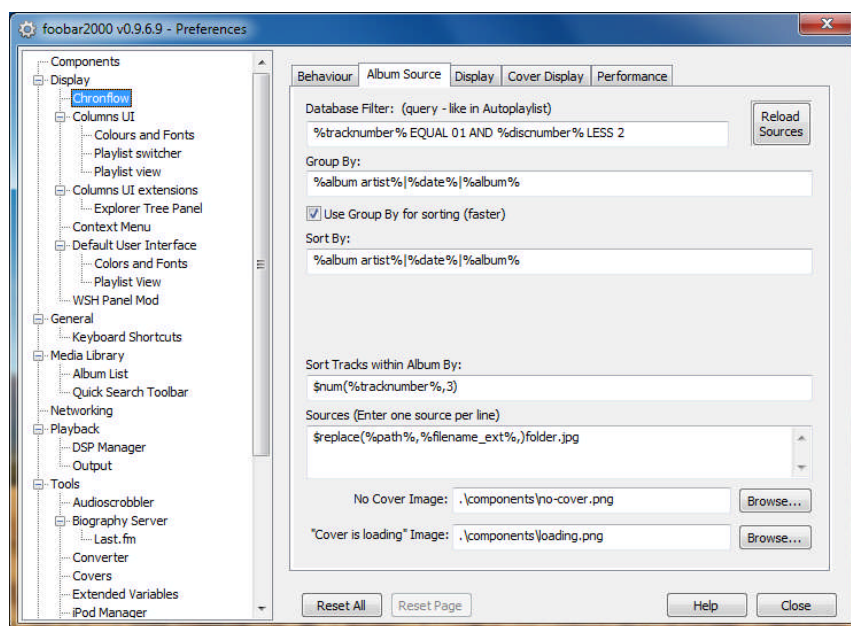 foobar2000 v0.9.6.9 - Preferences
Components
Display
Chronflow
Columns UI
Colours and Fonts
Playlist switcher
Playlist view
Columns UI extensions
Explorer Tree Panel
Context Menu
Default User Interface
Colors and Fonts
Playlist View
WSH Panel Mod
General
Keyboard Shortcuts
Media Library
Album List
Quick Search Toolbar
Networking
Playback
DSP Manager
Output
Tools
Audioscrobbler
Biography Server
Last.fm
Converter
Covers
Extended Variables
iPod Manager
Behaviour Album Source Display Cover Display Performance
Database Filter: (query - like in Autoplaylist)
%tracknumber% EQUAL 01 AND %discnumber% LESS 2
Reload
Sources
Group By:
%album artist%|%date%|%album%
Use Group By for sorting (faster)
Sort By:
%album artist%|%date%|%album%
Sort Tracks within Album By:
$num(%tracknumber%,3)
Sources (Enter one source per line)
$replace(%path%,%filename_ext%,)folder.jpg
No Cover Image: .\components\no-cover.png Browse...
"Cover is loading" Image: .\components\loading.png Browse...
Reset All Reset Page Help Close